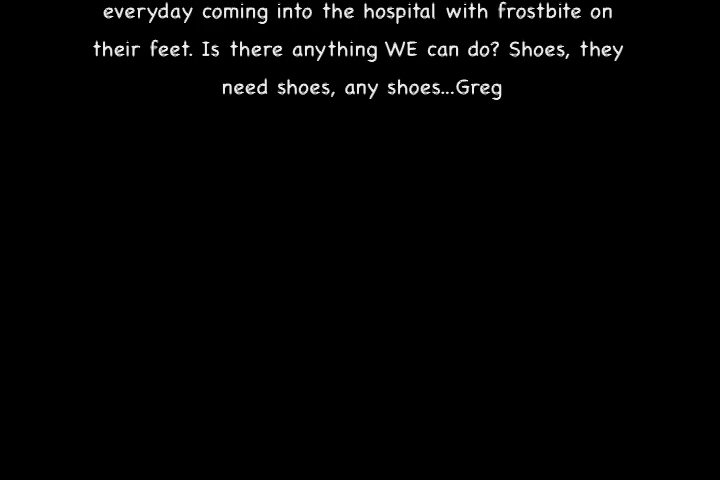 everyday coming into the hospital with frostbite on
their feet. Is there anything WE can do? Shoes, they
need shoes, any shoes...Greg